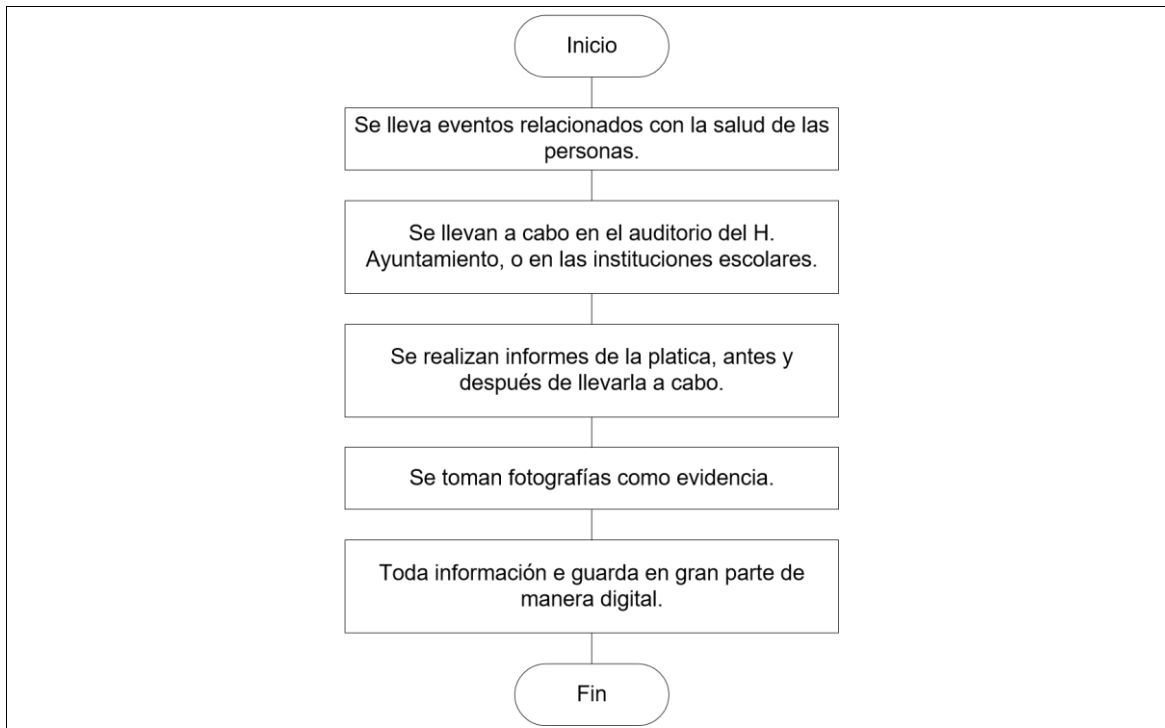 Inicio
Se lleva eventos relacionados con la salud de las
personas.
Se llevan a cabo en el auditorio del H.
Ayuntamiento, o en las instituciones escolares.
Se realizan informes de la platica, antes y
después de llevarla a cabo.
Se toman fotografías como evidencia.
Toda información e guarda en gran parte de
manera digital.
Fin